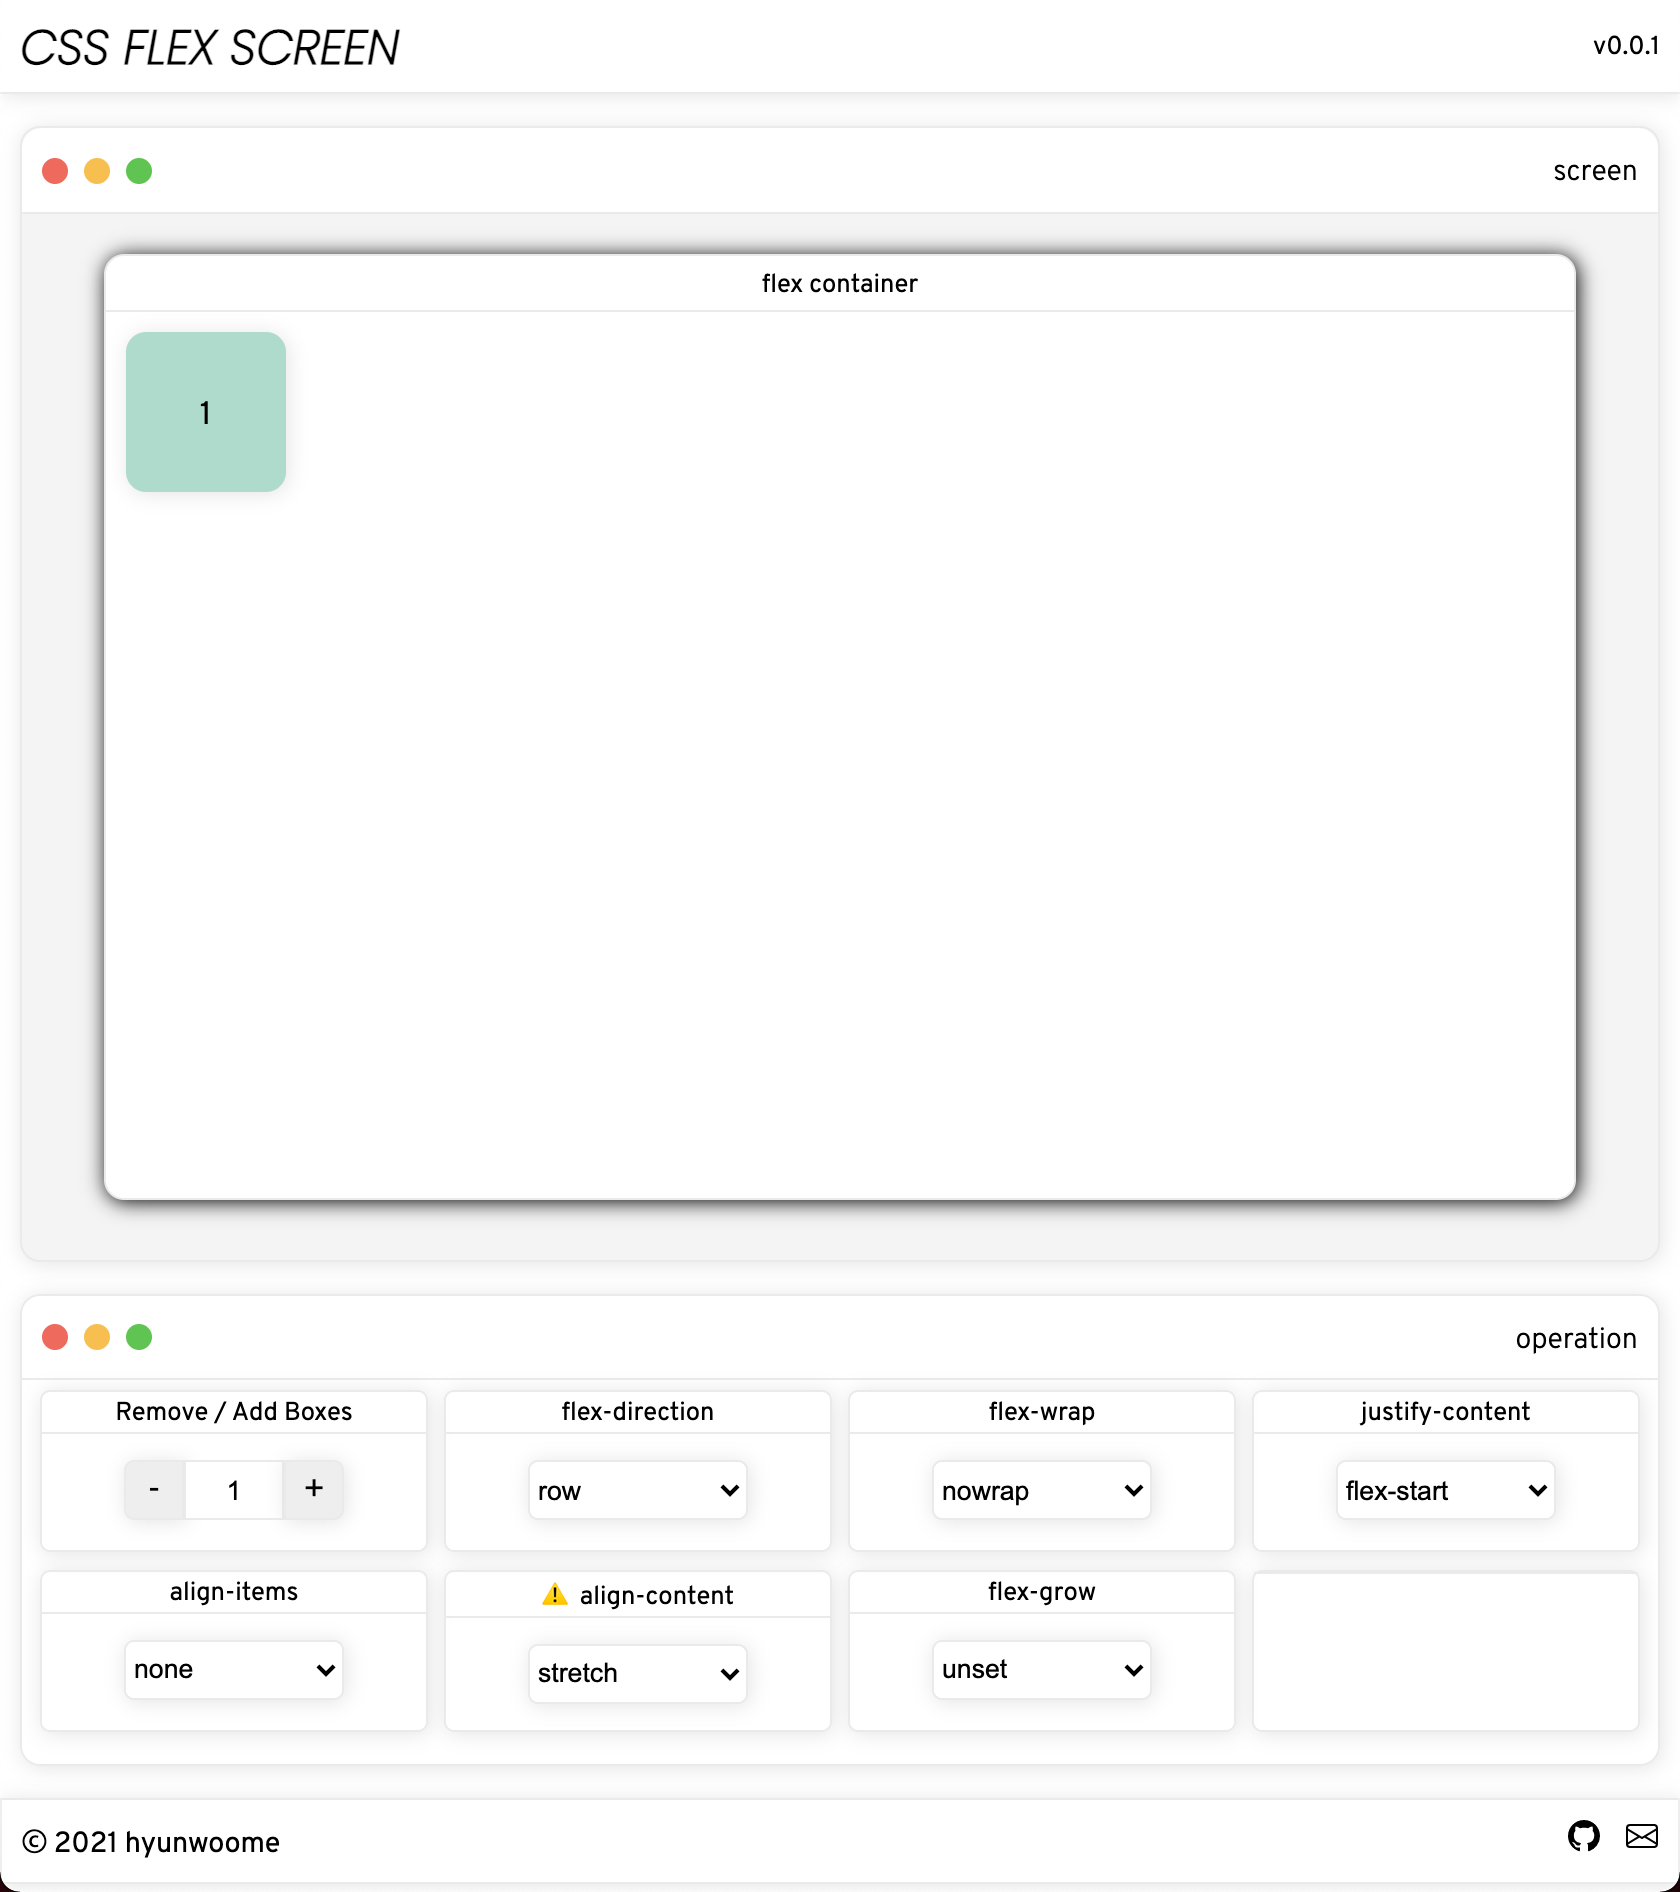 CSS FLEX SCREEN
v0.0.1
screen
flex container
1
operation
Remove / Add Boxes
flex-direction
flex-wrap
justify-content
- 1 +
row
nowrap
flex-start
align-items
align-content
flex-grow
none
stretch
unset
© 2021 hyunwoome